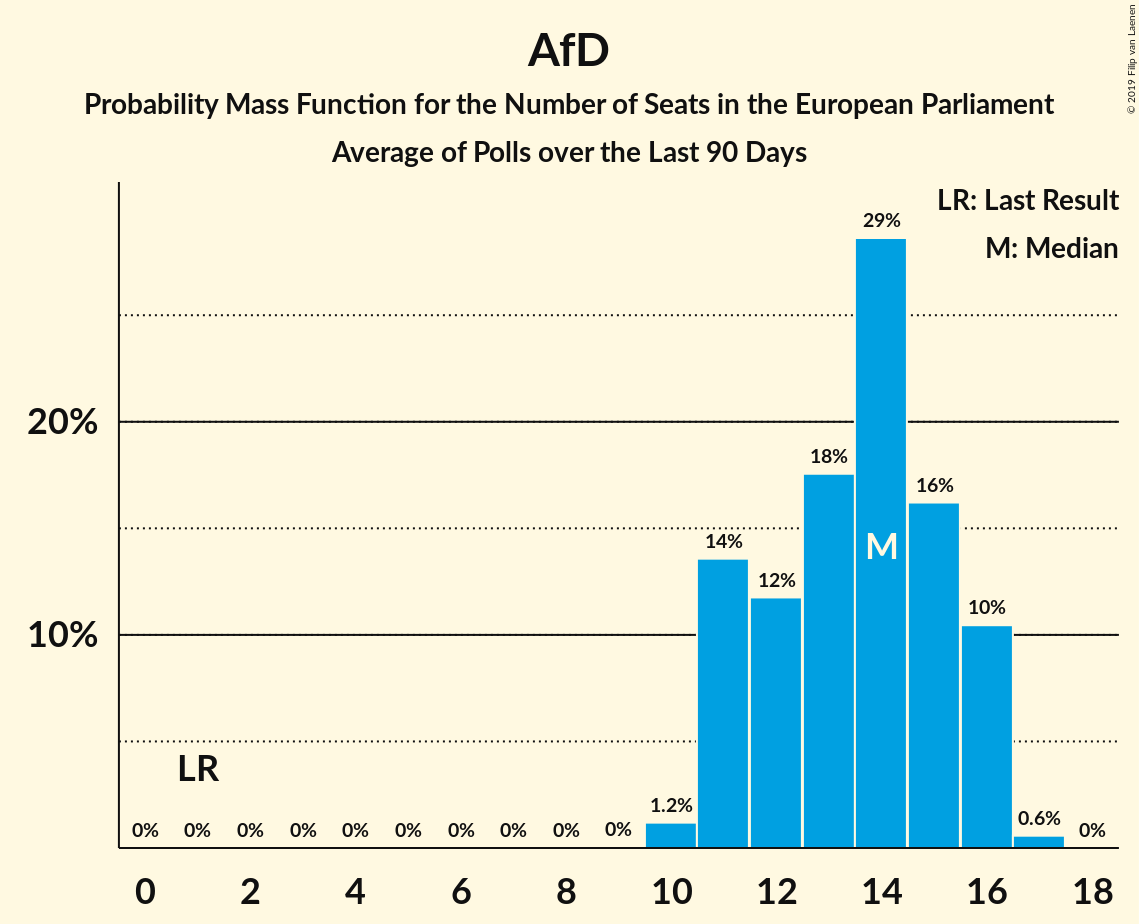 AfD
Probability Mass Function for the Number of Seats in the European Parliament
Average of Polls over the Last 90 Days
© 2019 Filip van Laenen
LR: Last Result
M: Median
20%
10%
LR
M
0%
0%
0%
0%
0%
0%
0%
0%
0%
0%
1.2%
14%
12%
18%
29%
16%
10%
0.6%
0%
0 2 4 6 8 10 12 14 16 18